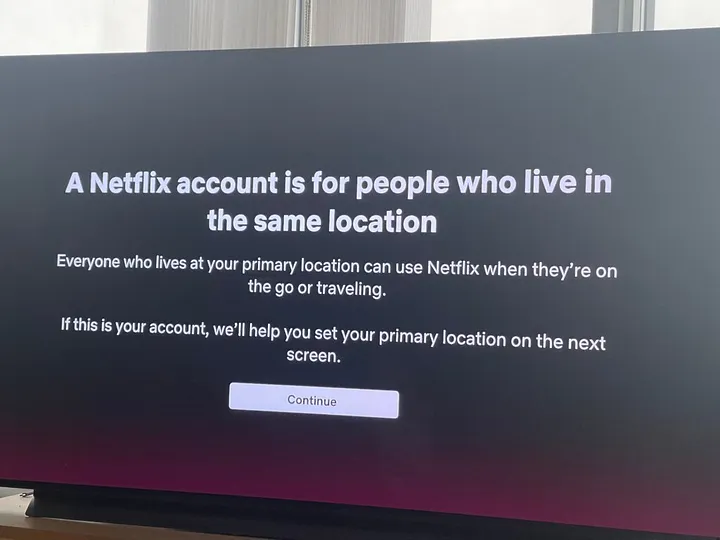 A Netflix account is for people who live in
the same location
Everyone who lives at your primary location can use Netflix when they're on
the go or traveling.
If this is your account, we'll help you set your primary location on the next
screen.
Continue